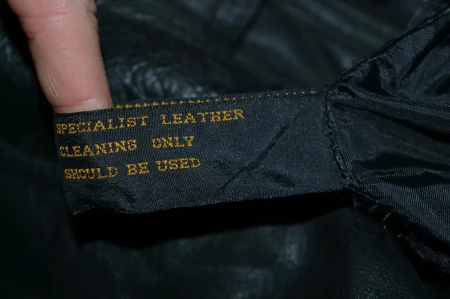 SPECIALIST LEATHER
CLEANING ONLY
SHOULD BE USED